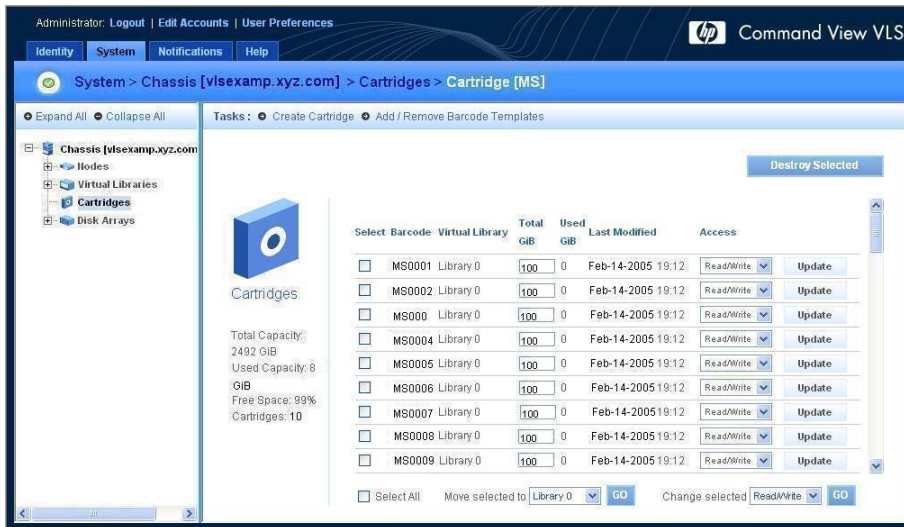 Administrator: Logout | Edit Accounts | User Preferences
hp Command View VLS
Identity System Notifications Help
System > Chassis [vlsexamp.xyz.com] > Cartridges > Cartridge [MS]
Expand All Collapse All
Tasks: Create Cartridge Add / Remove Barcode Templates
Chassis [vlsexamp.xyz.com
Nodes
Virtual Libraries
Cartridges
Disk Arrays
Destroy Selected
Cartridges
Total Capacity:
2492 GiB
Used Capacity: 8
GiB
Free Space: 99%
Cartridges: 10
Select Barcode Virtual Library Total GiB Used GiB Last Modified Access
MS0001 Library 0 100 0 Feb-14-2005 19:12 Read/Write Update
MS0002 Library 0 100 0 Feb-14-2005 19:12 Read/Write Update
MS000 Library 0 100 0 Feb-14-2005 19:12 Read/Write Update
MS0004 Library 0 100 0 Feb-14-2005 19:12 Read/Write Update
MS0005 Library 0 100 0 Feb-14-2005 19:12 Read/Write Update
MS0006 Library 0 100 0 Feb-14-2005 19:12 Read/Write Update
MS0007 Library 0 100 0 Feb-14-2005 19:12 Read/Write Update
MS0008 Library 0 100 0 Feb-14-2005 19:12 Read/Write Update
MS0009 Library 0 100 0 Feb-14-2005 19:12 Read/Write Update
Select All Move selected to Library 0 GO Change selected Read/Write GO